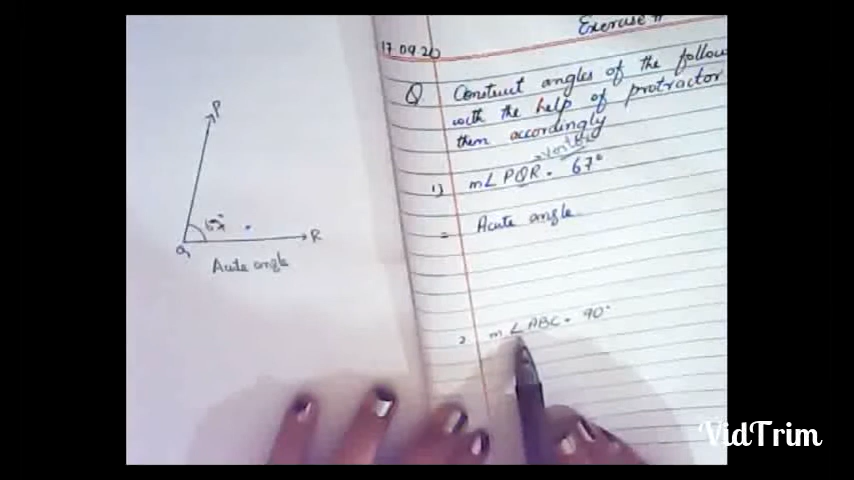 Exercise
17.09.20
Q Construct angles of the follow
with the help of protractor
them accordingly
vertex
1) m∠PQR = 67°
= Acute angle.
2 m∠ABC = 90°
P
Q
R
Acute angle
VidTrim